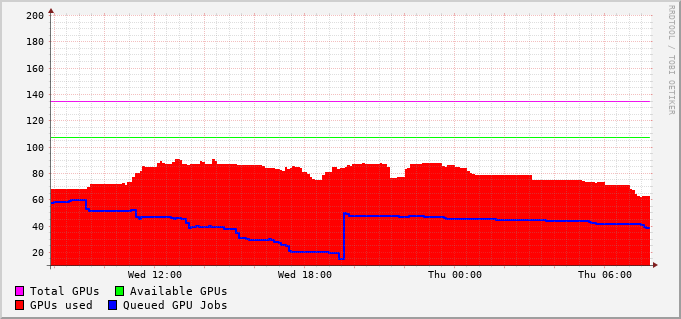 200
180
160
140
120
100
80
60
40
20
Wed 12:00 Wed 18:00 Thu 00:00 Thu 06:00
Total GPUs Available GPUs
GPUs used Queued GPU Jobs
RRDTOOL / TOBI OETIKER